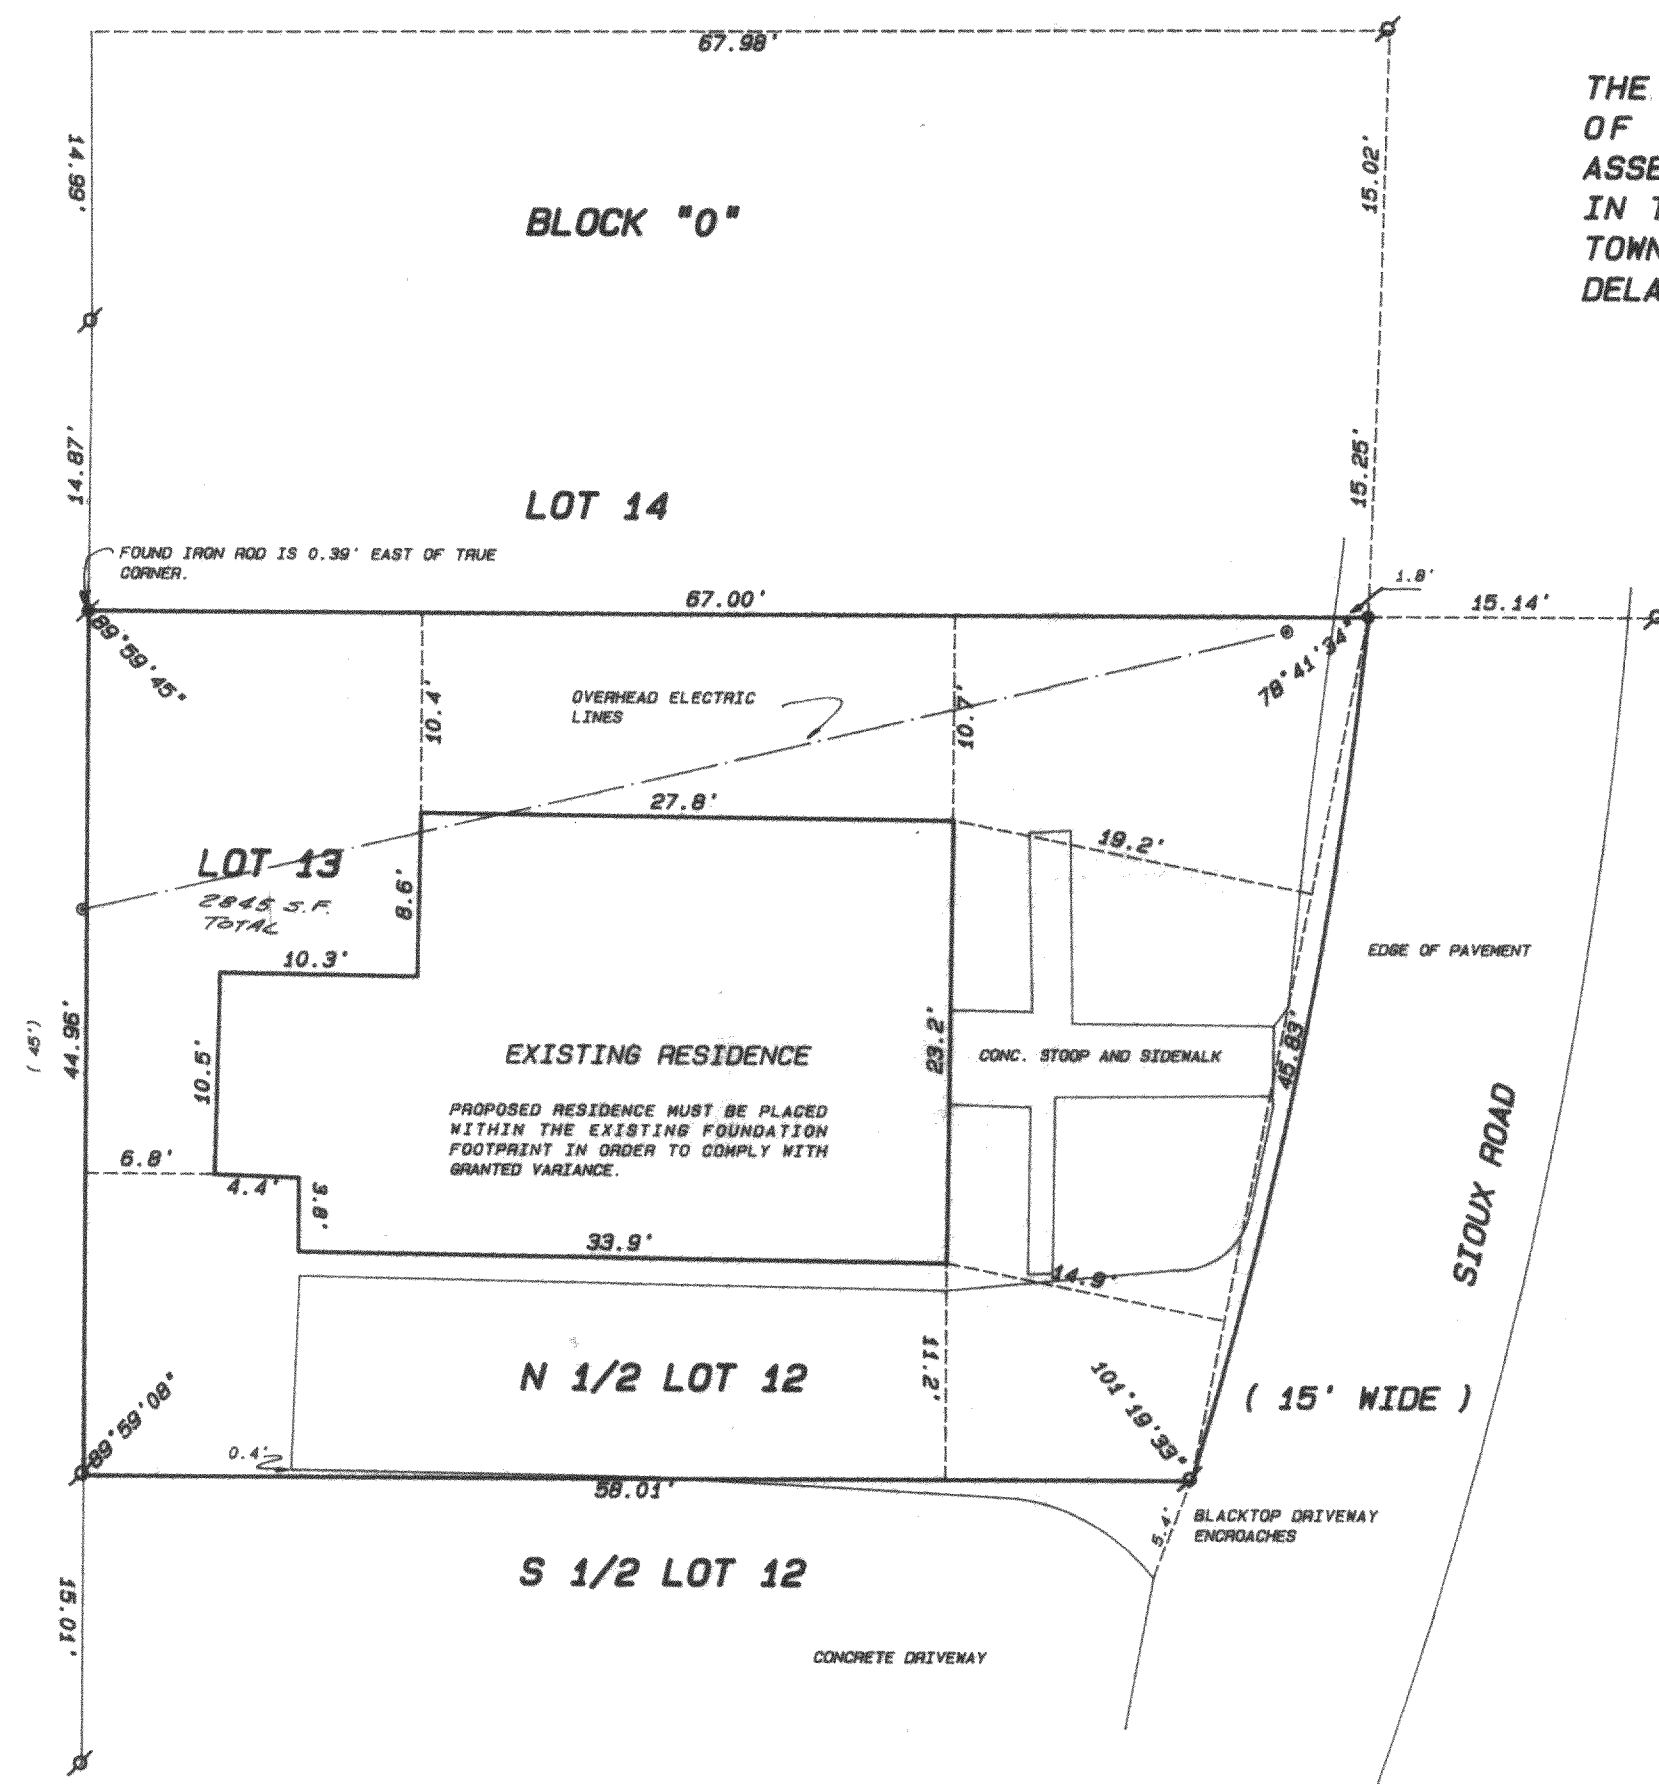 67.98'
THE
OF
ASSE
IN T
TOWN
DELA
14.99'
15.02'
BLOCK "O"
14.87'
15.25'
LOT 14
FOUND IRON ROD IS 0.39' EAST OF TRUE
CORNER.
1.8'
67.00'
15.14'
89°59'45"
78°41'34"
10.4'
OVERHEAD ELECTRIC
LINES
10.7'
27.8'
19.2'
LOT 13
2845 S.F.
TOTAL
8.6'
10.3'
EDGE OF PAVEMENT
( 45')
44.96'
10.5'
EXISTING RESIDENCE
23.2'
CONC. STOOP AND SIDEWALK
45.83'
PROPOSED RESIDENCE MUST BE PLACED
WITHIN THE EXISTING FOUNDATION
FOOTPRINT IN ORDER TO COMPLY WITH
GRANTED VARIANCE.
6.8'
4.4'
3.8'
33.9'
14.9'
SIOUX ROAD
11.2'
N 1/2 LOT 12
101°19'33"
( 15' WIDE )
89°59'08"
0.4'
58.01'
5.4'
BLACKTOP DRIVEWAY
ENCROACHES
S 1/2 LOT 12
15.01'
CONCRETE DRIVEWAY